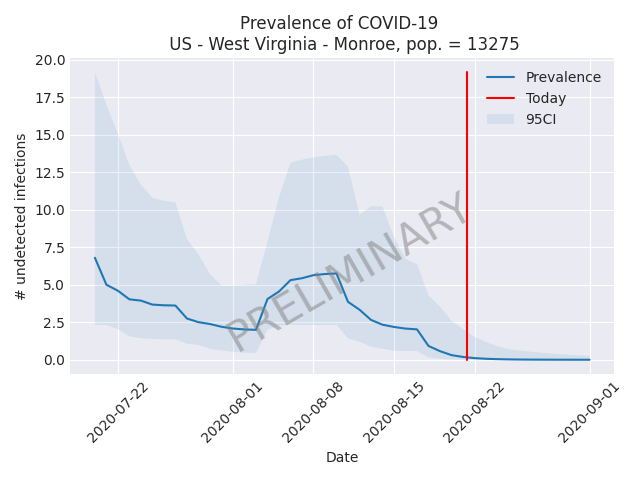 Prevalence of COVID-19
US - West Virginia - Monroe, pop. = 13275
20.0
17.5
15.0
12.5
10.0
7.5
5.0
2.5
0.0
# undetected infections
Prevalence
Today
95CI
PRELIMINARY
2020-07-22
2020-08-01
2020-08-08
2020-08-15
2020-08-22
2020-09-01
Date